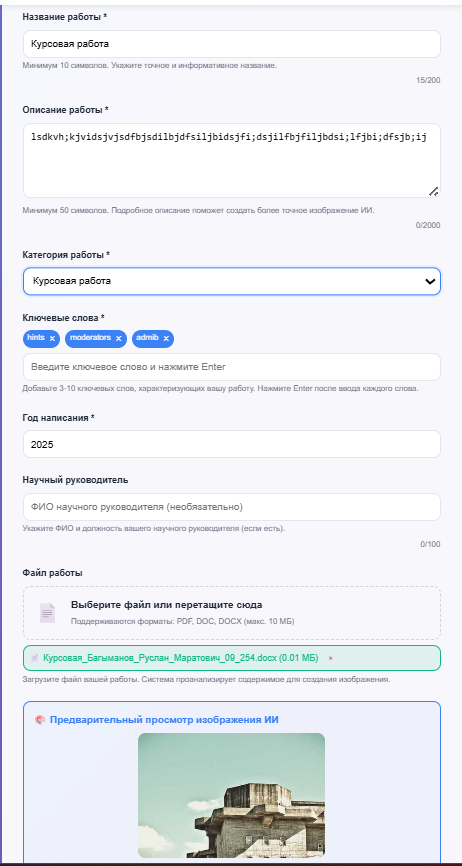 Название работы *
Курсовая работа
Минимум 10 символов. Укажите точное и информативное название.
15/200
Описание работы *
lsdkvh;kjvidsjvjsdfbjsdilbjdfsiljbidsjfi;dsjilfbjfiljbdsi;lfjbi;dfsjb;ij
Минимум 50 символов. Подробное описание поможет создать более точное изображение ИИ.
0/2000
Категория работы *
Курсовая работа
Ключевые слова *
hints x moderators x admib x
Введите ключевое слово и нажмите Enter
Добавьте 3-10 ключевых слов, характеризующих вашу работу. Нажмите Enter после ввода каждого слова.
Год написания *
2025
Научный руководитель
ФИО научного руководителя (необязательно)
Укажите ФИО и должность вашего научного руководителя (если есть).
0/100
Файл работы
Выберите файл или перетащите сюда
Поддерживаются форматы: PDF, DOC, DOCX (макс. 10 МБ)
Курсовая_Багыманов_Руслан_Маратович_09_254.docx (0.01 МБ) ×
Загрузите файл вашей работы. Система проанализирует содержимое для создания изображения.
Предварительный просмотр изображения ИИ